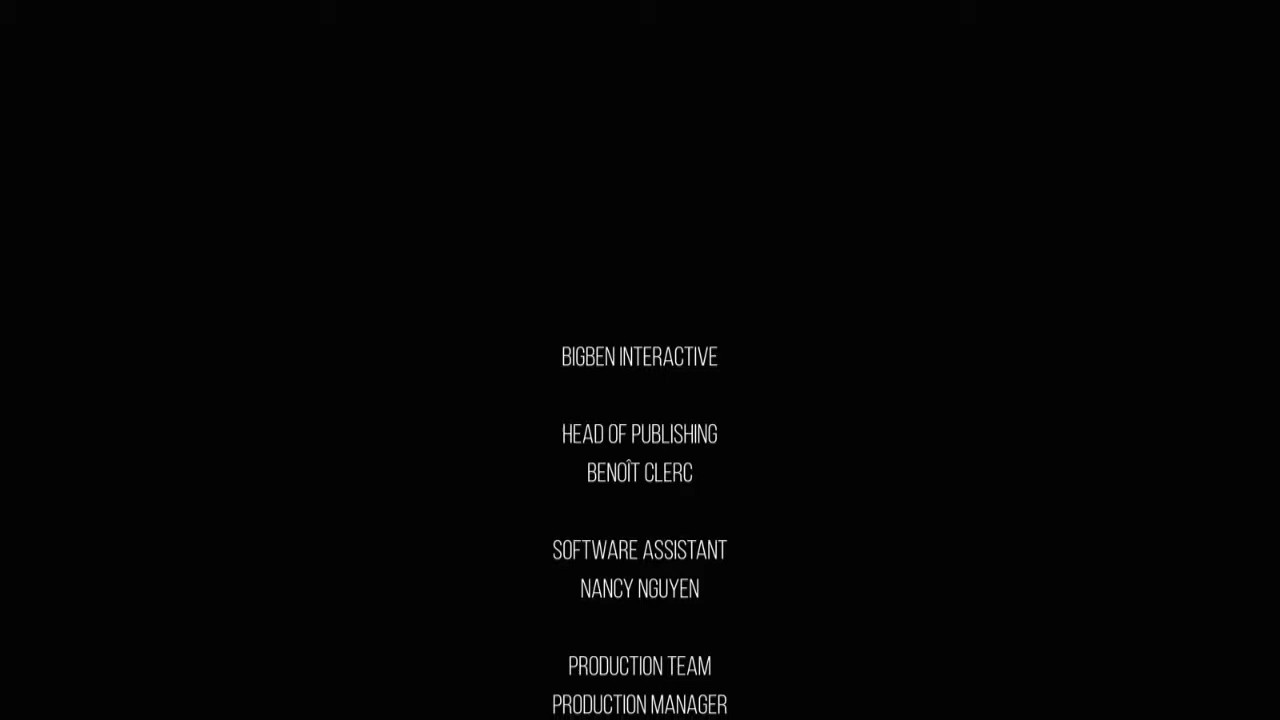 BIGBEN INTERACTIVE
HEAD OF PUBLISHING
BENOÎT CLERC
SOFTWARE ASSISTANT
NANCY NGUYEN
PRODUCTION TEAM
PRODUCTION MANAGER